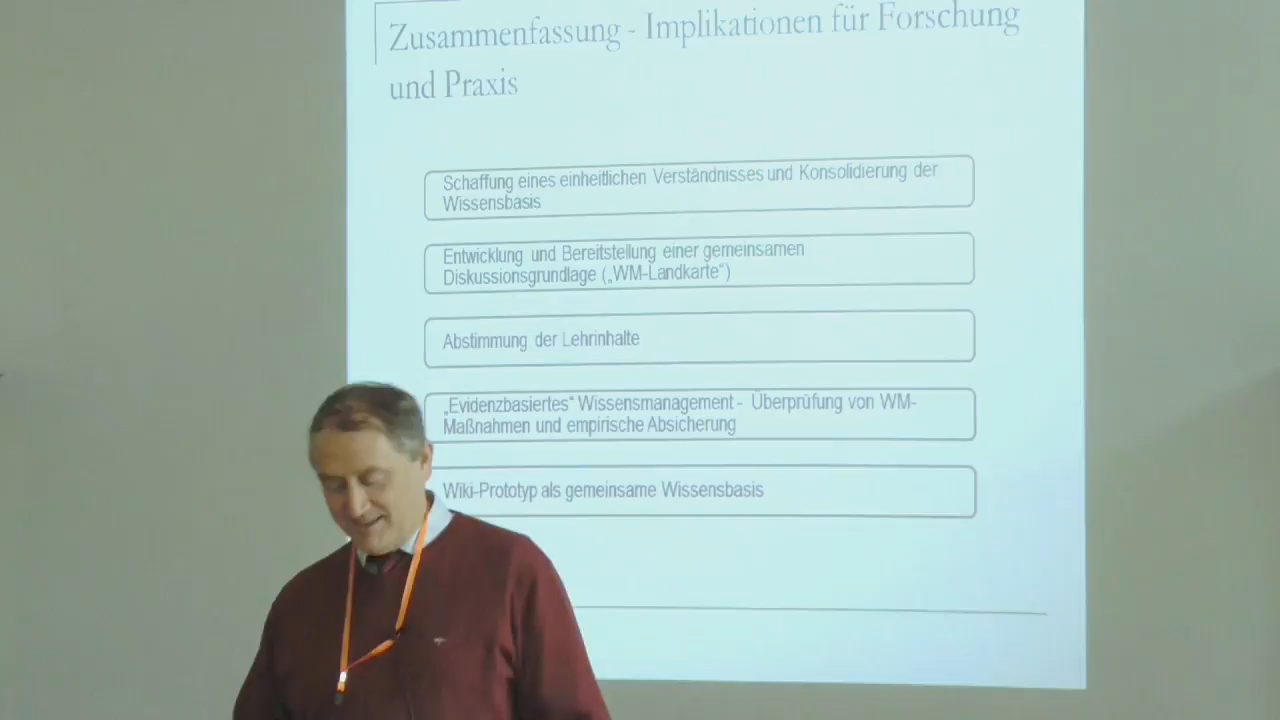 Zusammenfassung - Implikationen für Forschung
und Praxis
Schaffung eines einheitlichen Verständnisses und Konsolidierung der
Wissensbasis
Entwicklung und Bereitstellung einer gemeinsamen
Diskussionsgrundlage („WM-Landkarte“)
Abstimmung der Lehrinhalte
„Evidenzbasiertes“ Wissensmanagement - Überprüfung von WM-
Maßnahmen und empirische Absicherung
Wiki-Prototyp als gemeinsame Wissensbasis